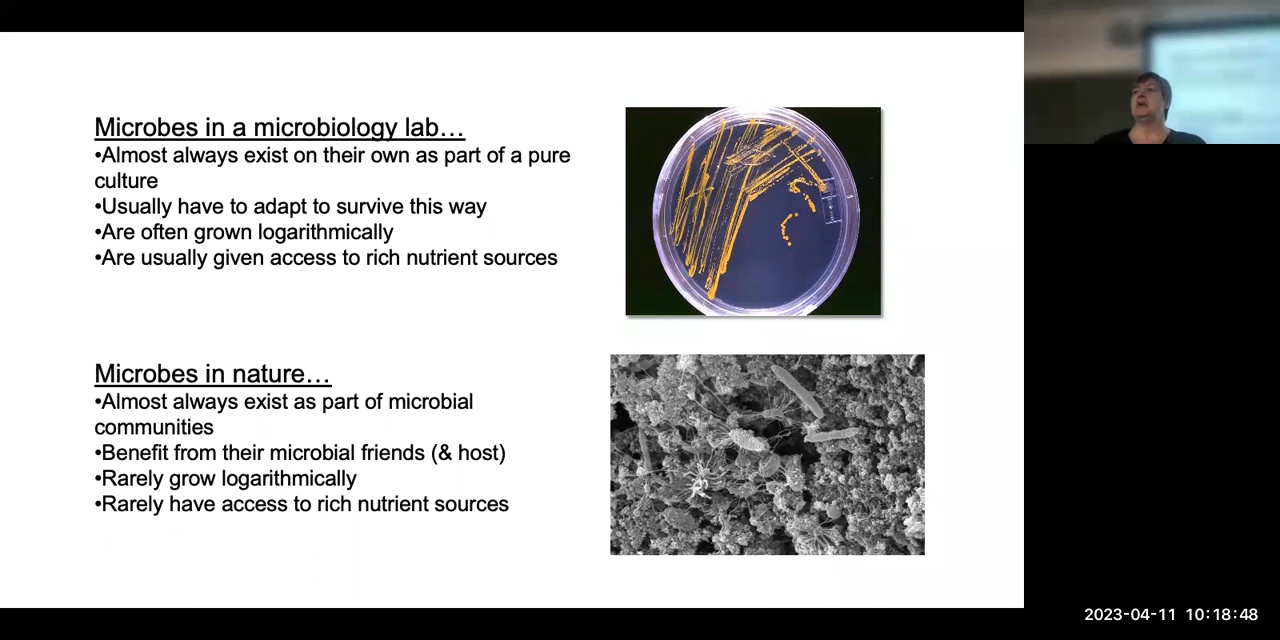 Microbes in a microbiology lab…
•Almost always exist on their own as part of a pure
culture
•Usually have to adapt to survive this way
•Are often grown logarithmically
•Are usually given access to rich nutrient sources
Microbes in nature…
•Almost always exist as part of microbial
communities
•Benefit from their microbial friends (& host)
•Rarely grow logarithmically
•Rarely have access to rich nutrient sources
2023-04-11 10:18:48